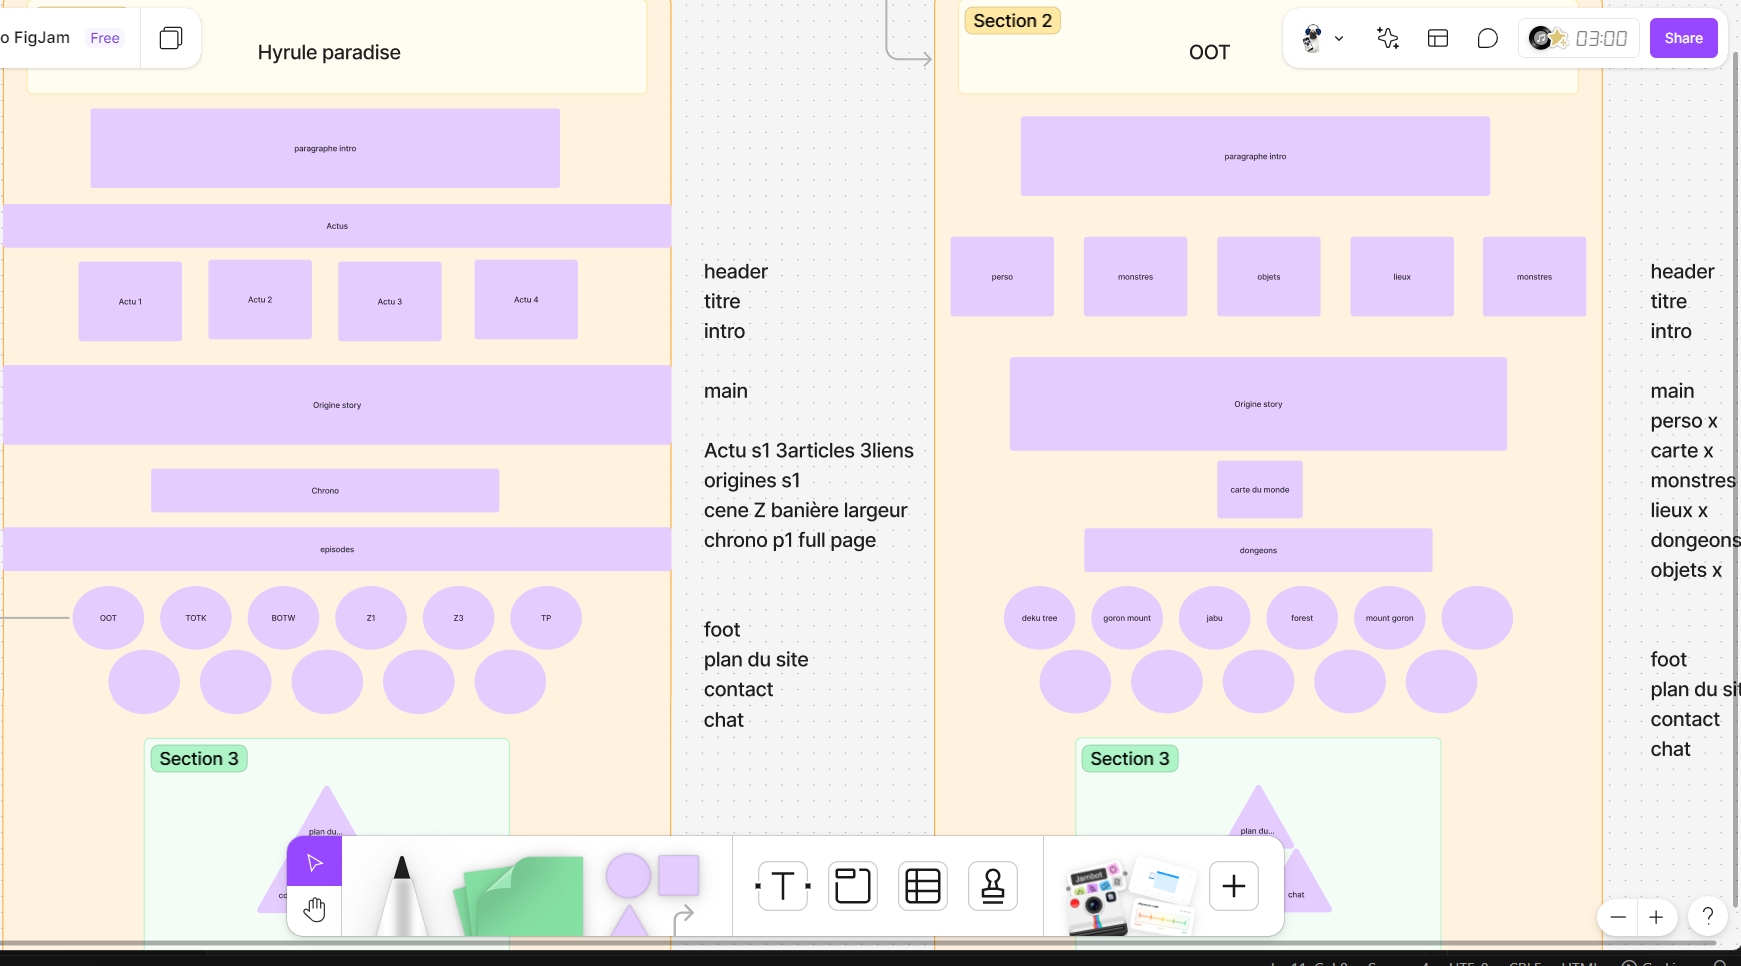 o FigJam
Free
Hyrule paradise
paragraphe intro
Actus
Actu 1
Actu 2
Actu 3
Actu 4
Origine story
Chrono
episodes
OOT
TOTK
BOTW
Z1
Z3
TP
Section 3
plan du...
co
header
titre
intro
main
Actu s1 3articles 3liens
origines s1
cene Z banière largeur
chrono p1 full page
foot
plan du site
contact
chat
Section 2
OOT
03:00
Share
paragraphe intro
perso
monstres
objets
lieux
monstres
Origine story
carte du monde
dongeons
deku tree
goron mount
jabu
forest
mount goron
Section 3
plan du...
chat
header
titre
intro
main
perso x
carte x
monstres
lieux x
dongeons
objets x
foot
plan du sit
contact
chat
T
Jambot
?